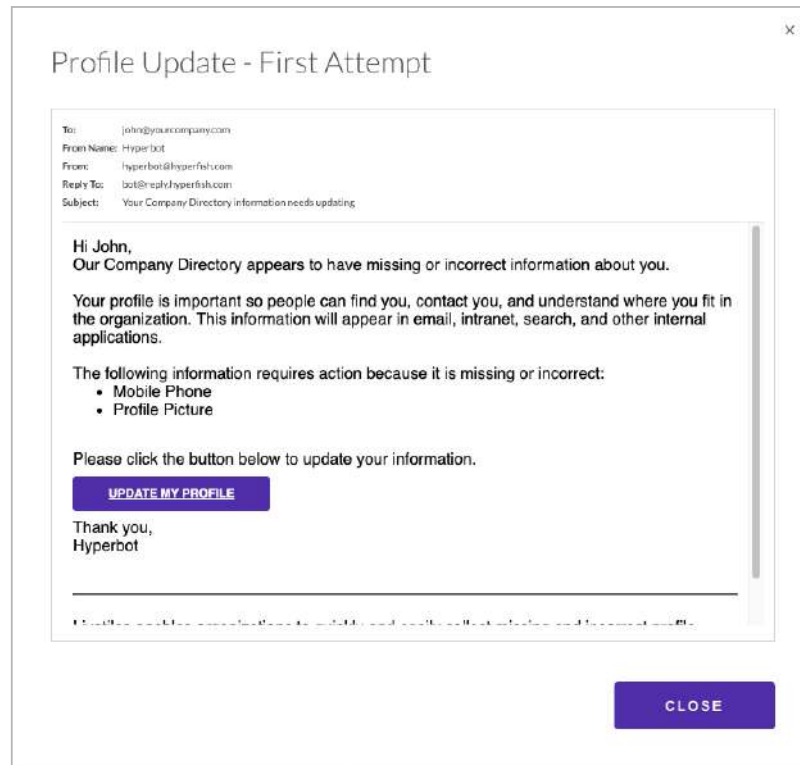 ×
Profile Update - First Attempt
To: john@yourcompany.com
From Name: Hyperbot
From: hyperbot@hyperfish.com
Reply To: bot@reply.hyperfish.com
Subject: Your Company Directory information needs updating
Hi John,
Our Company Directory appears to have missing or incorrect information about you.
Your profile is important so people can find you, contact you, and understand where you fit in
the organization. This information will appear in email, intranet, search, and other internal
applications.
The following information requires action because it is missing or incorrect:
• Mobile Phone
• Profile Picture
Please click the button below to update your information.
UPDATE MY PROFILE
Thank you,
Hyperbot
CLOSE